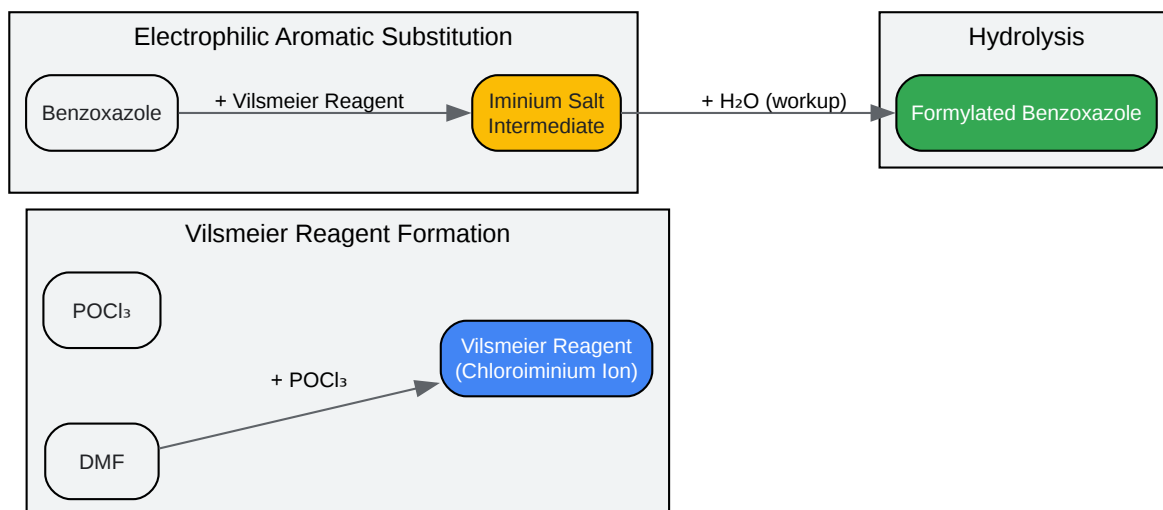 Electrophilic Aromatic Substitution
Hydrolysis
Benzoxazole
+ Vilsmeier Reagent
Iminium Salt
Intermediate
+ H₂O (workup)
Formylated Benzoxazole
Vilsmeier Reagent Formation
POCl₃
Vilsmeier Reagent
(Chloroiminium Ion)
+ POCl₃
DMF